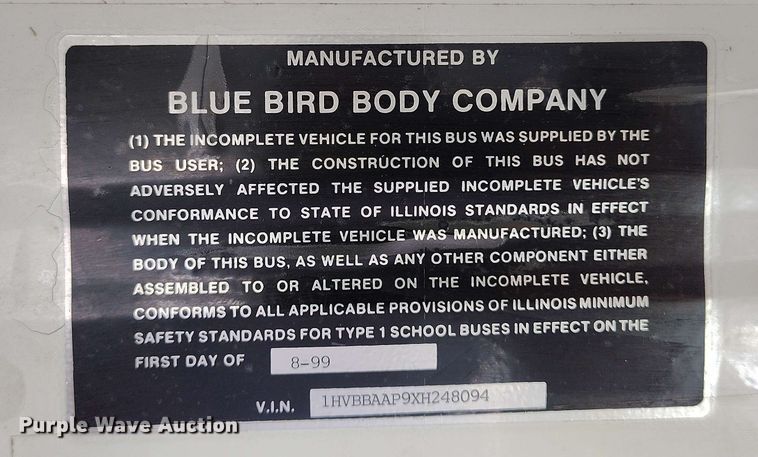 MANUFACTURED BY
BLUE BIRD BODY COMPANY
(1) THE INCOMPLETE VEHICLE FOR THIS BUS WAS SUPPLIED BY THE
BUS USER; (2) THE CONSTRUCTION OF THIS BUS HAS NOT
ADVERSELY AFFECTED THE SUPPLIED INCOMPLETE VEHICLE'S
CONFORMANCE TO STATE OF ILLINOIS STANDARDS IN EFFECT
WHEN THE INCOMPLETE VEHICLE WAS MANUFACTURED; (3) THE
BODY OF THIS BUS, AS WELL AS ANY OTHER COMPONENT EITHER
ASSEMBLED TO OR ALTERED ON THE INCOMPLETE VEHICLE,
CONFORMS TO ALL APPLICABLE PROVISIONS OF ILLINOIS MINIMUM
SAFETY STANDARDS FOR TYPE 1 SCHOOL BUSES IN EFFECT ON THE
FIRST DAY OF 8-99
V.I.N. 1HVBBAAP9XH248094
Purple Wave Auction